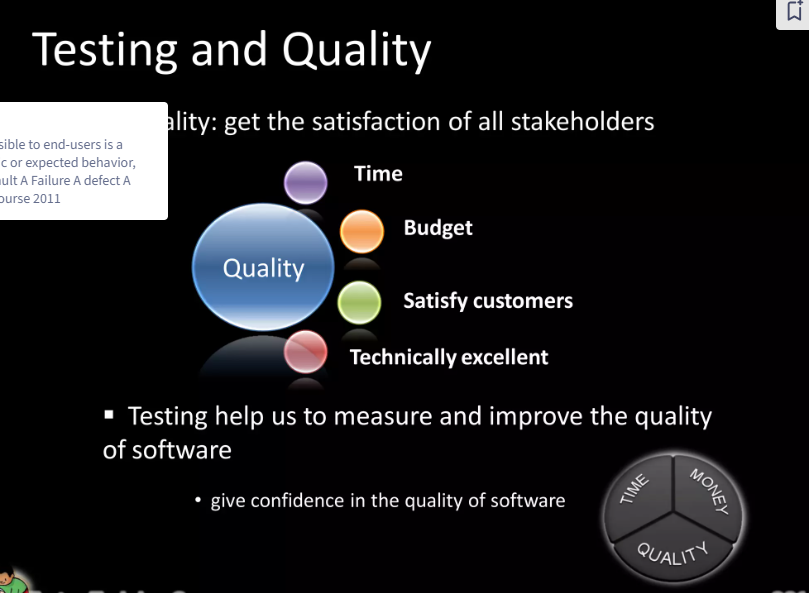 Testing and Quality
ality: get the satisfaction of all stakeholders
sible to end-users is a
c or expected behavior,
ult A Failure A defect A
ourse 2011
Time
Budget
Quality
Satisfy customers
Technically excellent
▪ Testing help us to measure and improve the quality
of software
• give confidence in the quality of software
TIME
MONEY
QUALITY